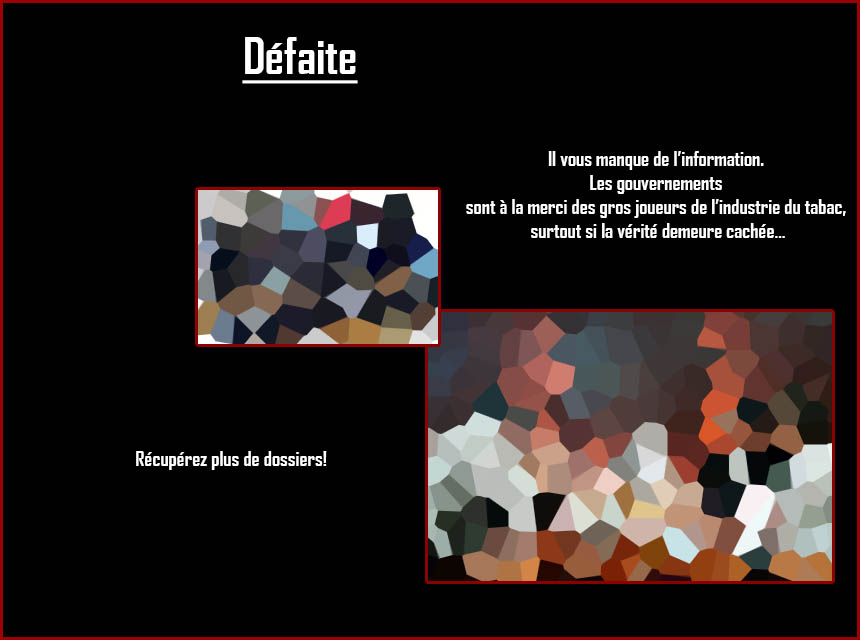 Défaite
Il vous manque de l'information.
Les gouvernements
sont à la merci des gros joueurs de l'industrie du tabac,
surtout si la vérité demeure cachée...
Récupérez plus de dossiers!